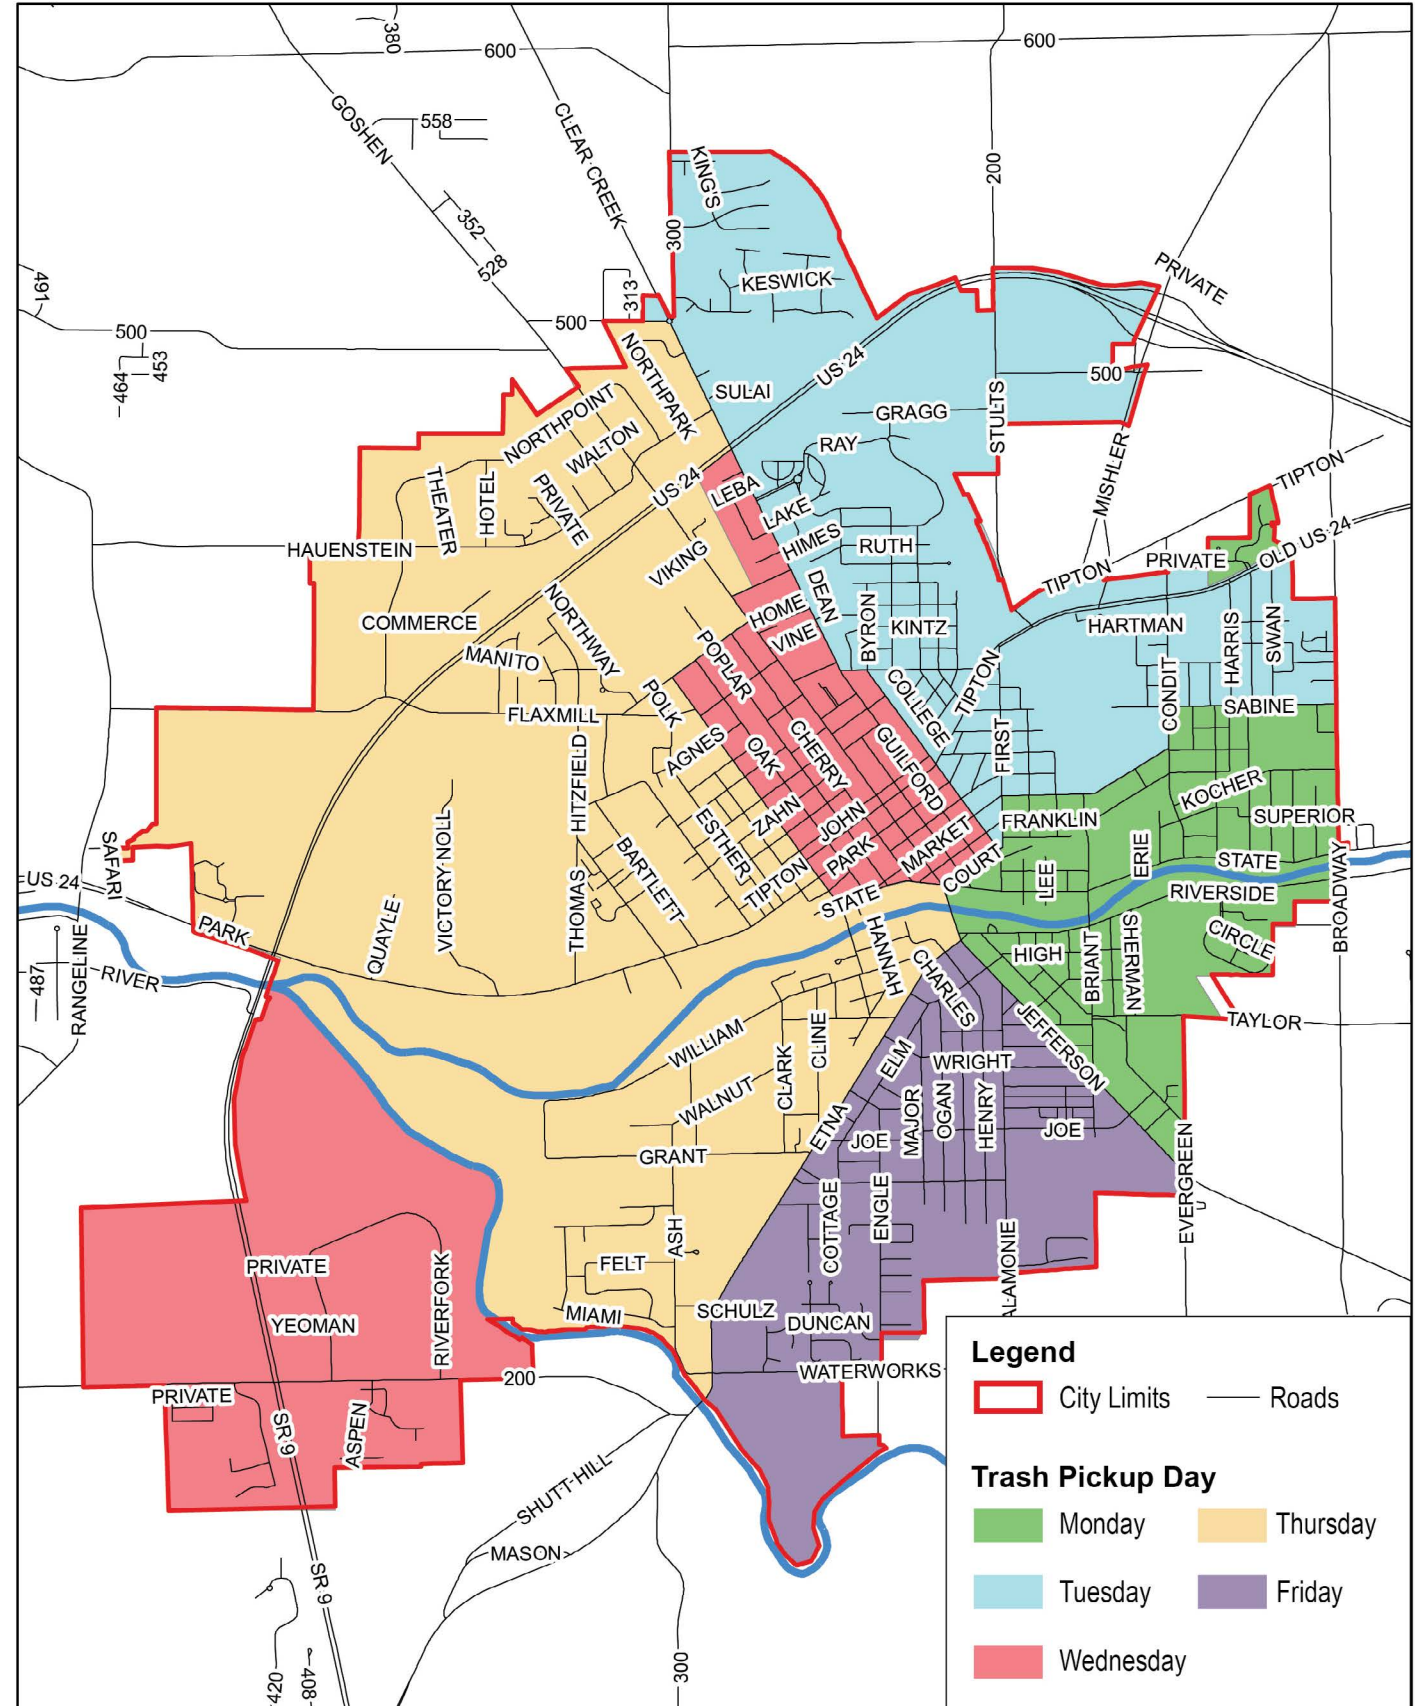 380
600
600
GOSHEN
558
CLEAR CREEK
KING'S
200
352
528
300
KESWICK
PRIVATE
491
313
500
500
453
464
NORTHPARK
US 24
500
SULAI
STULTS
GRAGG
NORTHPOINT
WALTON
RAY
MISHLER
TIPTON
THEATER
HOTEL
PRIVATE
US 24
LEBA
LAKE
HIMES
RUTH
OLD US 24
HAUENSTEIN
VIKING
PRIVATE
TIPTON
DEAN
NORTHWAY
HOME
BYRON
KINTZ
COMMERCE
VINE
HARTMAN
HARRIS
SWAN
MANITO
POPLAR
COLLEGE
TIPTON
CONDIT
POLK
FLAXMILL
SABINE
AGNES
OAK
CHERRY
GUILFORD
FIRST
HITZFIELD
ZAHN
JOHN
KOCHER
SUPERIOR
VICTORY NOLL
ESTHER
PARK
MARKET
COURT
FRANKLIN
ERIE
STATE
SAFARI
US 24
BARTLETT
TIPTON
STATE
LEE
RIVERSIDE
BROADWAY
THOMAS
QUAYLE
PARK
HANNAH
CHARLES
HIGH
BRIANT
SHERMAN
CIRCLE
RANGELINE
487
RIVER
TAYLOR
WILLIAM
CLINE
CLARK
ELM
WRIGHT
JEFFERSON
WALNUT
ETNA
MAJOR
OGAN
HENRY
JOE
JOE
GRANT
EVERGREEN
COTTAGE
ENGLE
ASH
FELT
PRIVATE
RIVERFORK
ALAMONIE
YEOMAN
MIAMI
SCHULZ
DUNCAN
200
WATERWORKS
PRIVATE
SR 9
ASPEN
SHUTT HILL
MASON
SR 9
300
424
408
Legend
City Limits
Roads
Trash Pickup Day
Monday
Thursday
Tuesday
Friday
Wednesday